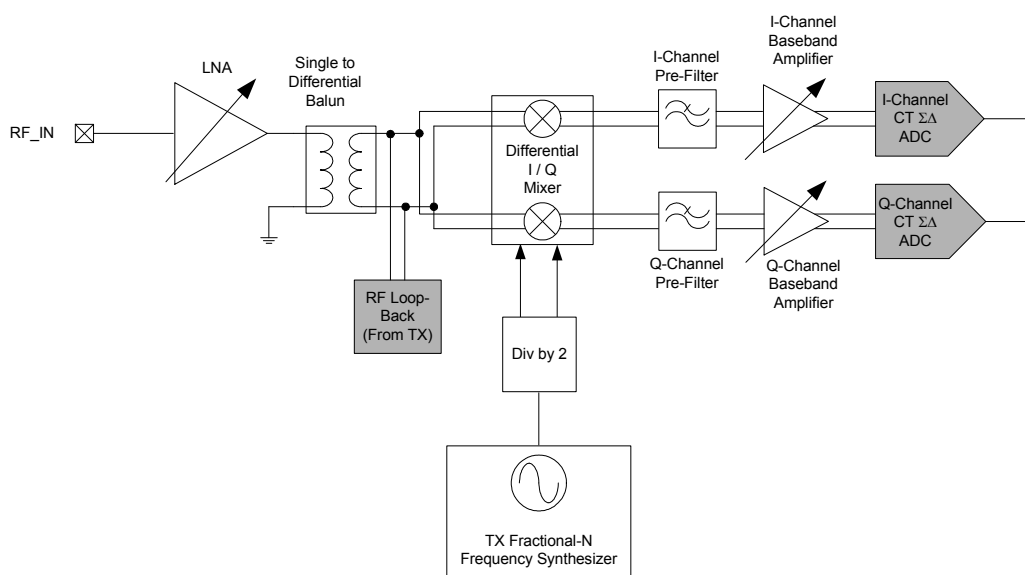 RF_IN
LNA
Single to
Differential
Balun
RF Loop-
Back
(From TX)
Differential
I / Q
Mixer
Div by 2
TX Fractional-N
Frequency Synthesizer
I-Channel
Pre-Filter
I-Channel
Baseband
Amplifier
I-Channel
CT ΣΔ
ADC
Q-Channel
Pre-Filter
Q-Channel
Baseband
Amplifier
Q-Channel
CT ΣΔ
ADC